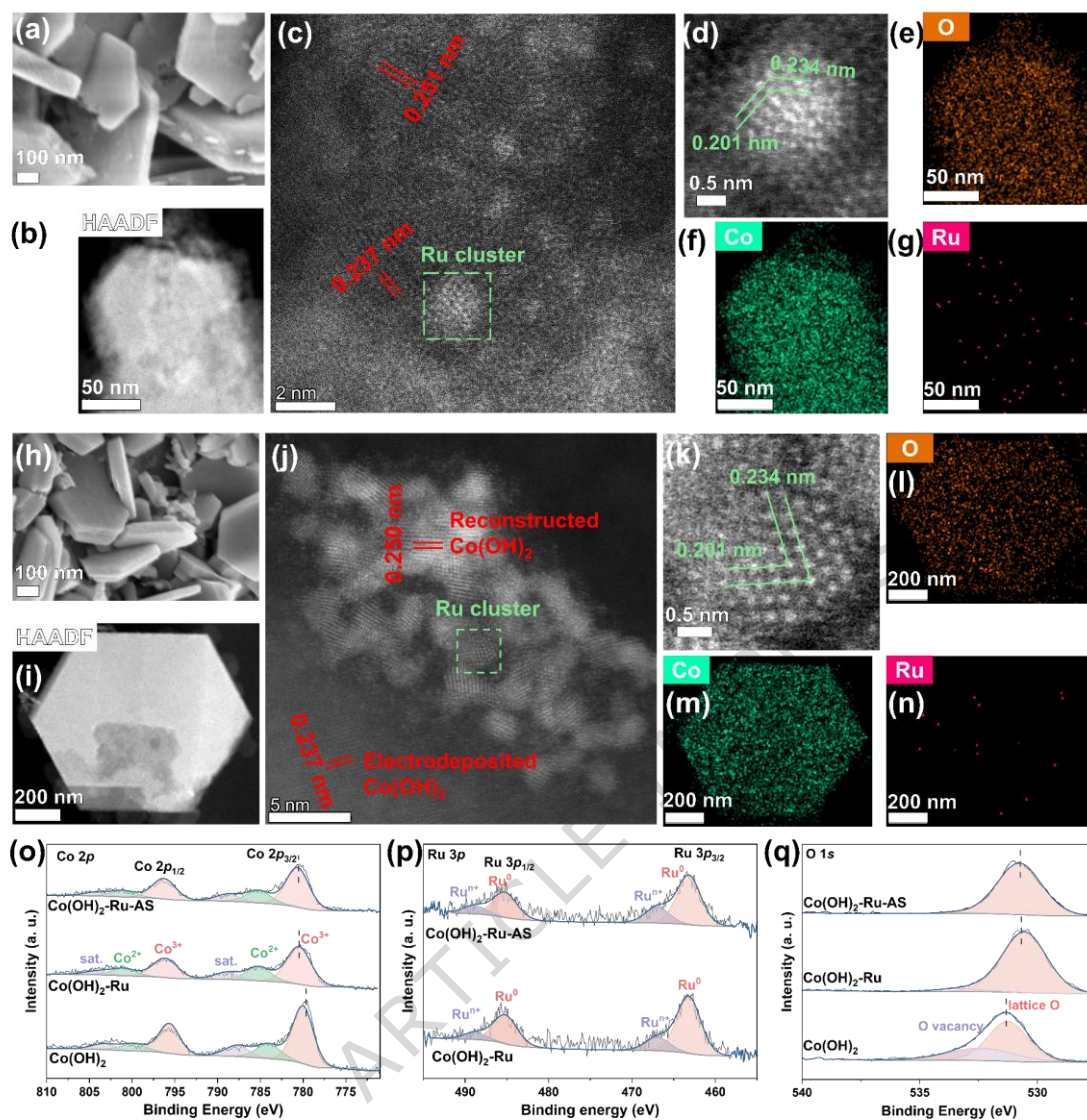 (a)
100 nm
(b)
HAADF
50 nm
(c)
0.251 nm
0.237 nm
Ru cluster
2 nm
(d)
0.234 nm
0.201 nm
0.5 nm
(e)
O
50 nm
(f)
Co
50 nm
(g)
Ru
50 nm
(h)
100 nm
(i)
HAADF
200 nm
(j)
0.250 nm
Reconstructed
Co(OH)2
Ru cluster
0.237 nm
Electrodeposited
Co(OH)2
5 nm
(k)
0.234 nm
0.201 nm
0.5 nm
O
(l)
200 nm
Co
(m)
200 nm
Ru
(n)
200 nm
(o)
Co 2p
Co 2p1/2
Co 2p3/2
Co(OH)2-Ru-AS
sat.
Co2+
Co3+
sat.
Co2+
Co3+
Co(OH)2-Ru
Co(OH)2
Intensity (a. u.)
810 805 800 795 790 785 780 775
Binding Energy (eV)
(p)
Ru 3p
Ru 3p1/2
Ru 3p3/2
Run+
Ru0
Run+
Ru0
Co(OH)2-Ru-AS
Run+
Ru0
Run+
Ru0
Co(OH)2-Ru
Intensity (a. u.)
490 480 470 460
Binding energy (eV)
(q)
O 1s
Co(OH)2-Ru-AS
Co(OH)2-Ru
lattice O
O vacancy
Co(OH)2
Intensity (a. u.)
540 535 530
Binding Energy (eV)
ARTICLE